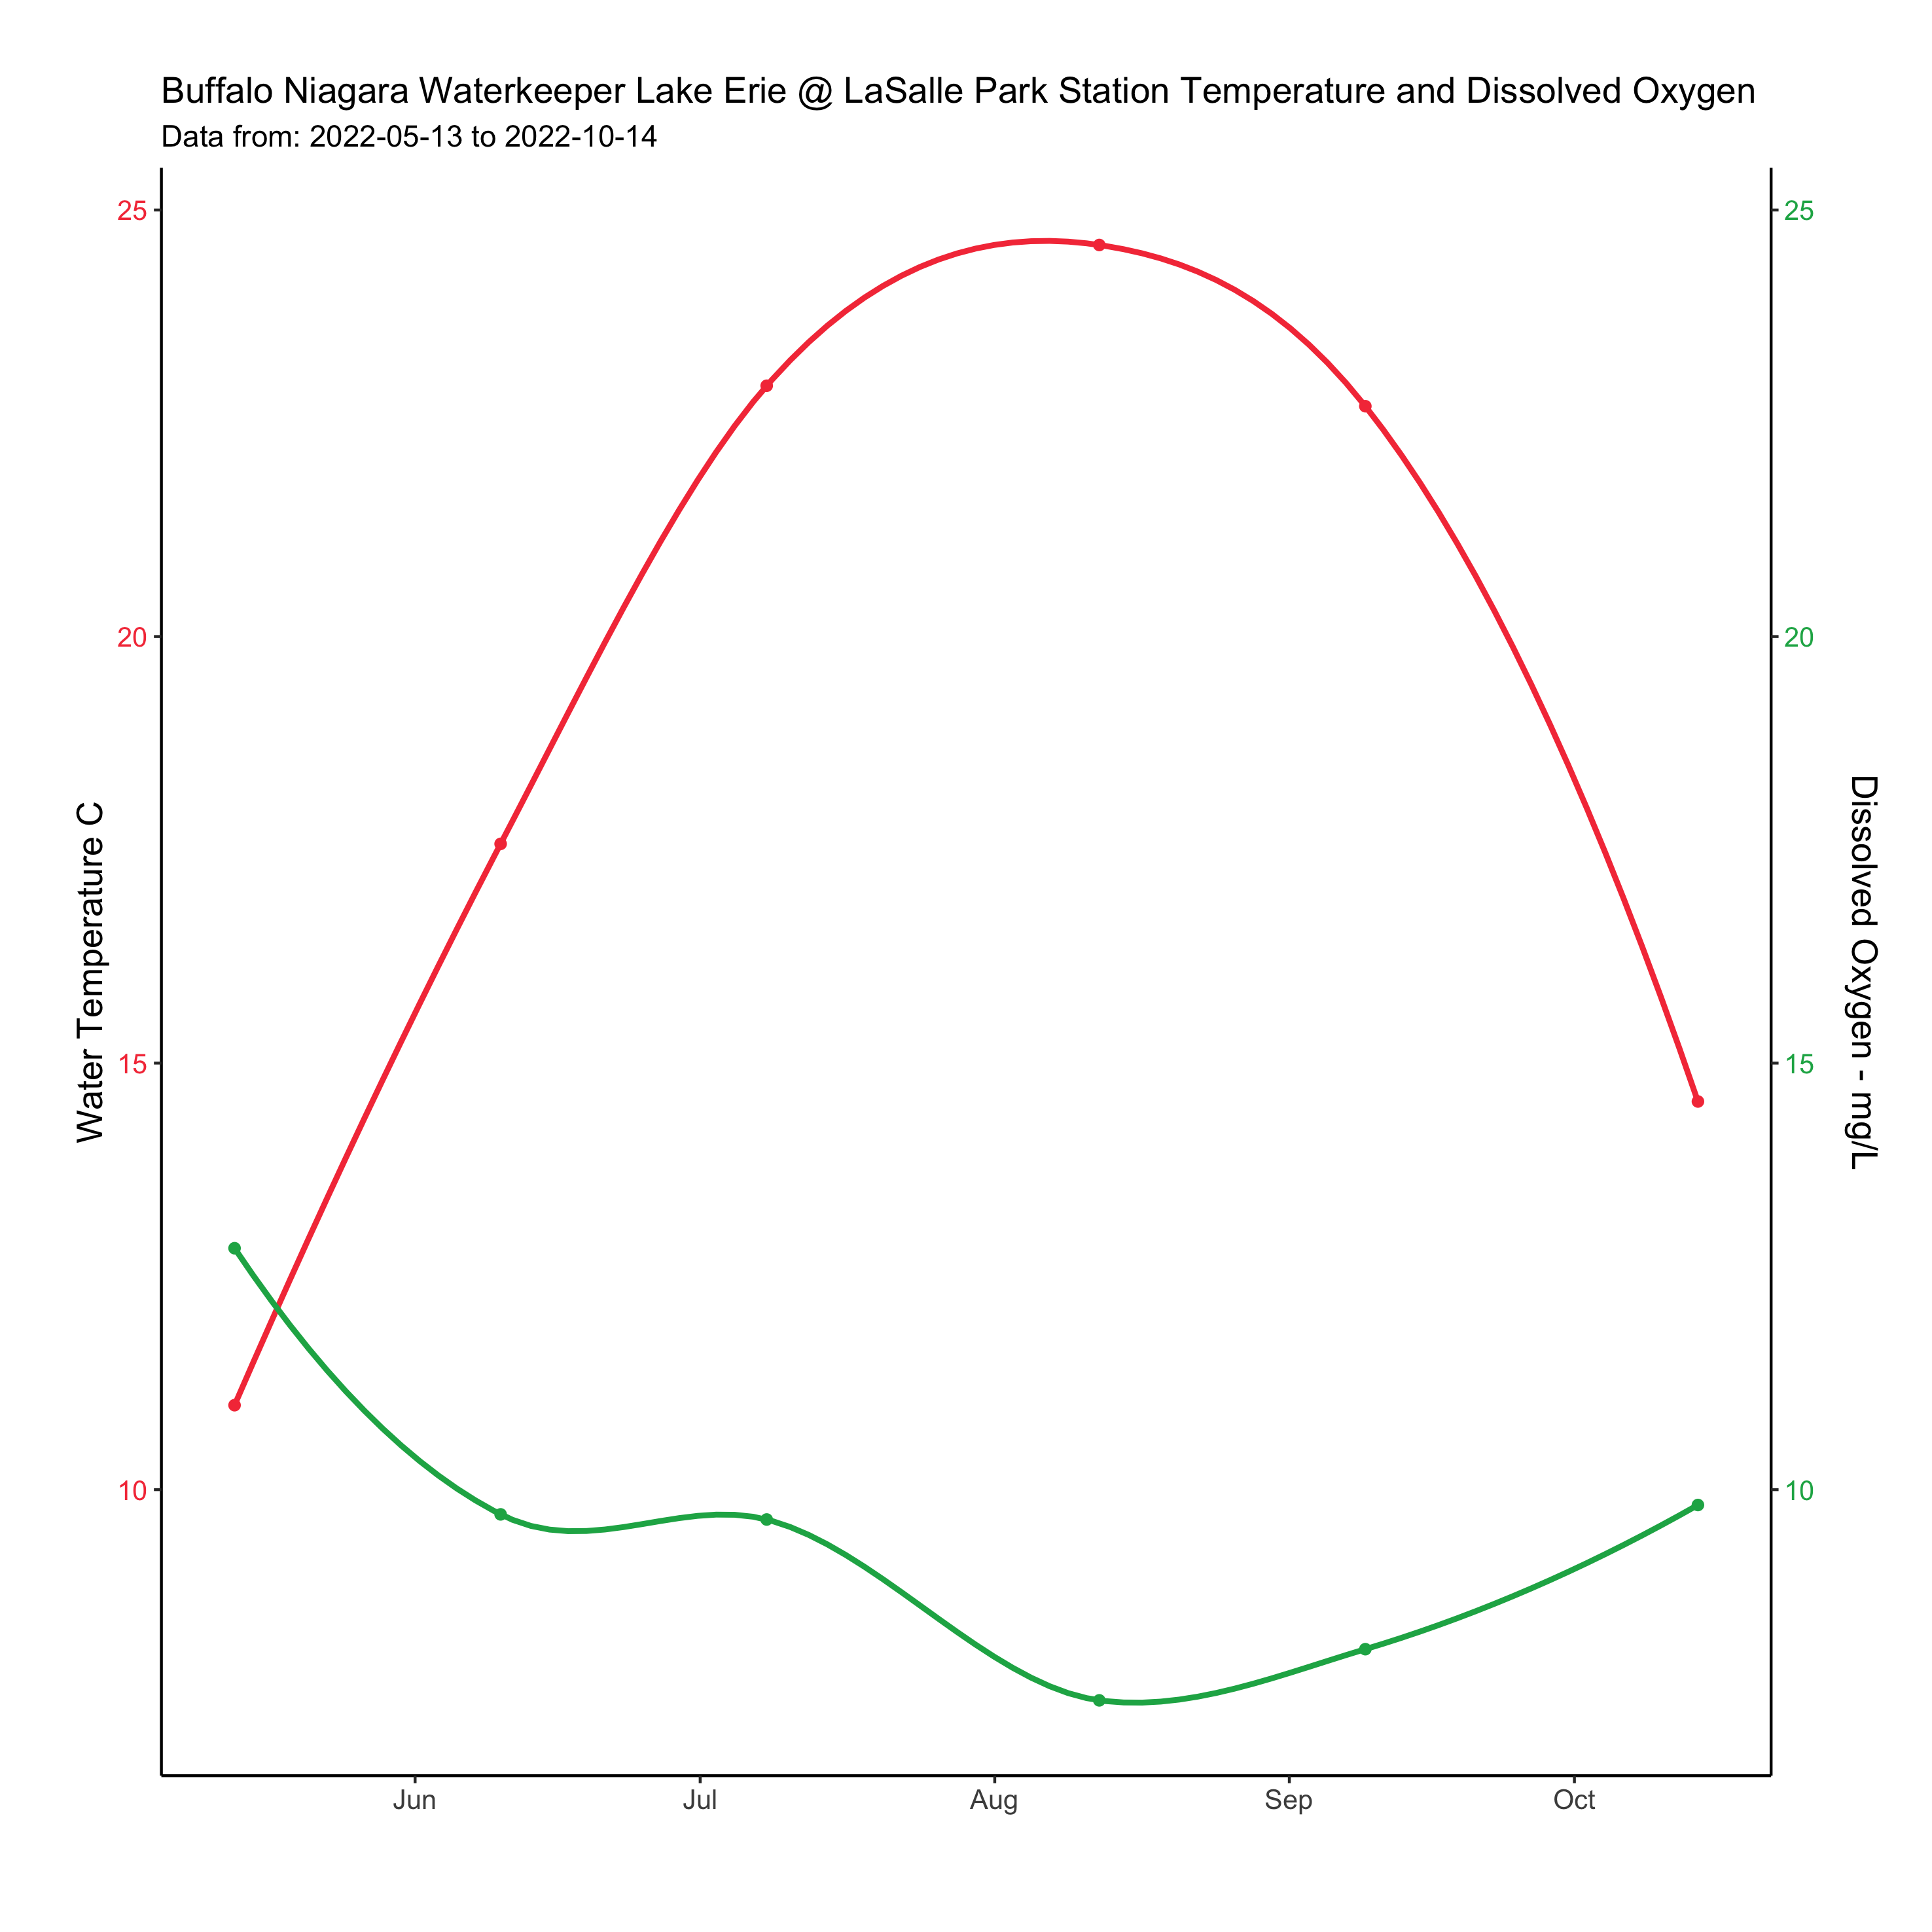 Buffalo Niagara Waterkeeper Lake Erie @ LaSalle Park Station Temperature and Dissolved Oxygen
Data from: 2022-05-13 to 2022-10-14
Water Temperature C
25
20
15
10
25
20
15
10
Dissolved Oxygen - mg/L
Jun Jul Aug Sep Oct